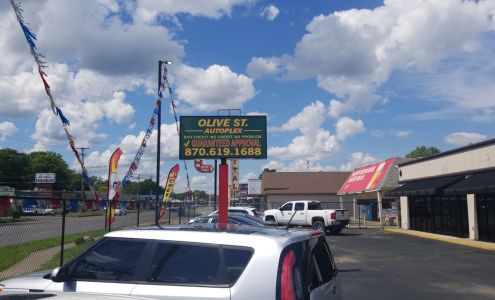 OLIVE ST.
AUTOPLEX
BAD CREDIT. NO CREDIT. NO PROBLEM.
GUARANTEED APPROVAL
870.619.1688